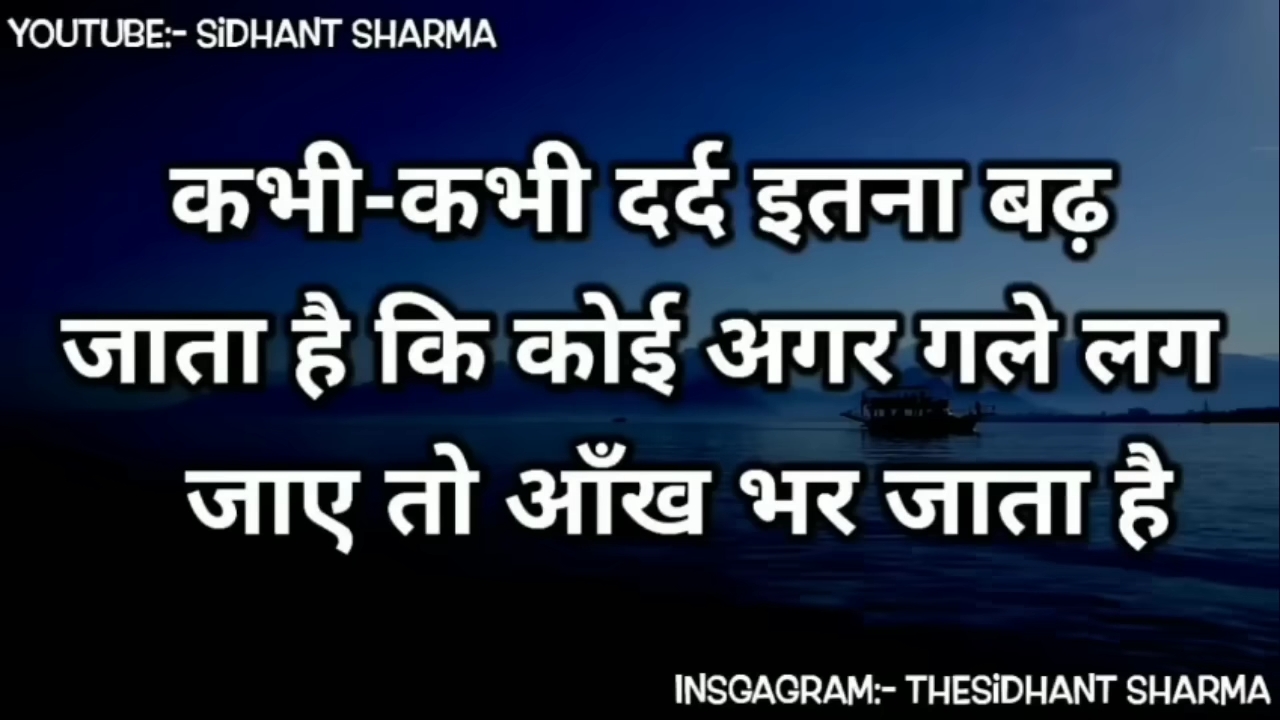 YOUTUBE:- SiDHANT SHARMA
कभी-कभी दर्द इतना बढ़
जाता है कि कोई अगर गले लग
जाए तो आँख भर जाता है
INSGAGRAM:- THESiDHANT SHARMA